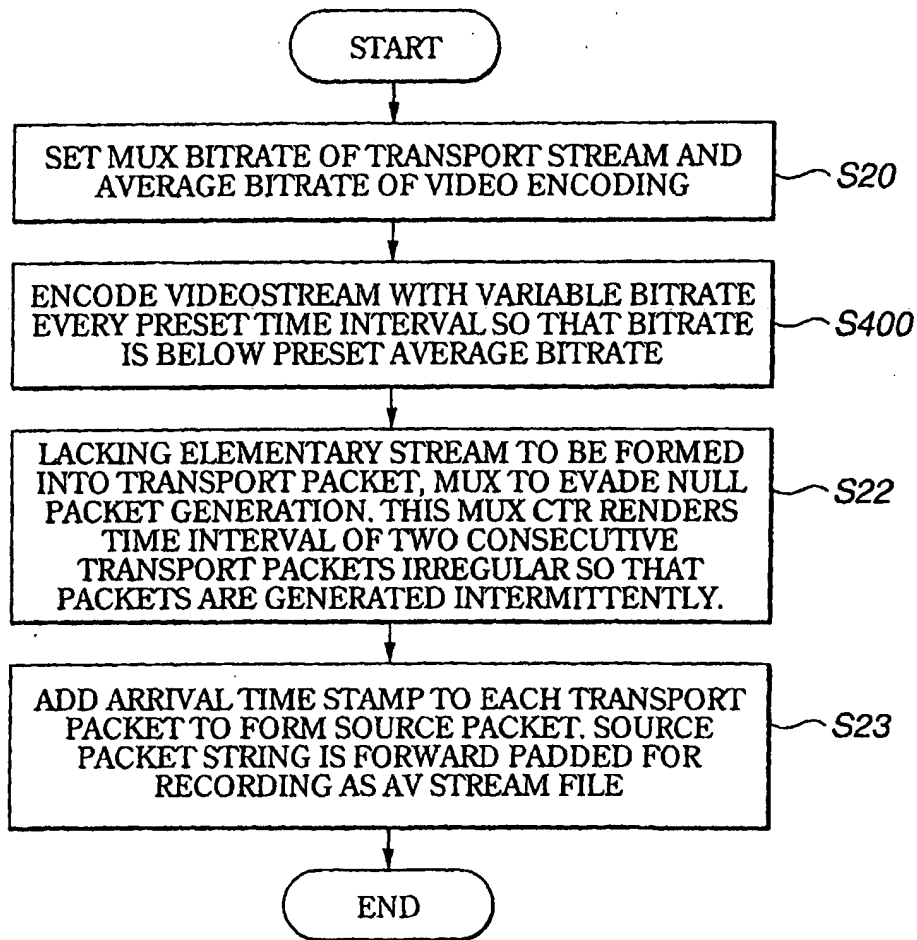 START
SET MUX BITRATE OF TRANSPORT STREAM AND
AVERAGE BITRATE OF VIDEO ENCODING
S20
ENCODE VIDEOSTREAM WITH VARIABLE BITRATE
EVERY PRESET TIME INTERVAL SO THAT BITRATE
IS BELOW PRESET AVERAGE BITRATE
S400
LACKING ELEMENTARY STREAM TO BE FORMED
INTO TRANSPORT PACKET, MUX TO EVADE NULL
PACKET GENERATION. THIS MUX CTR RENDERS
TIME INTERVAL OF TWO CONSECUTIVE
TRANSPORT PACKETS IRREGULAR SO THAT
PACKETS ARE GENERATED INTERMITTENTLY.
S22
ADD ARRIVAL TIME STAMP TO EACH TRANSPORT
PACKET TO FORM SOURCE PACKET. SOURCE
PACKET STRING IS FORWARD PADDED FOR
RECORDING AS AV STREAM FILE
S23
END